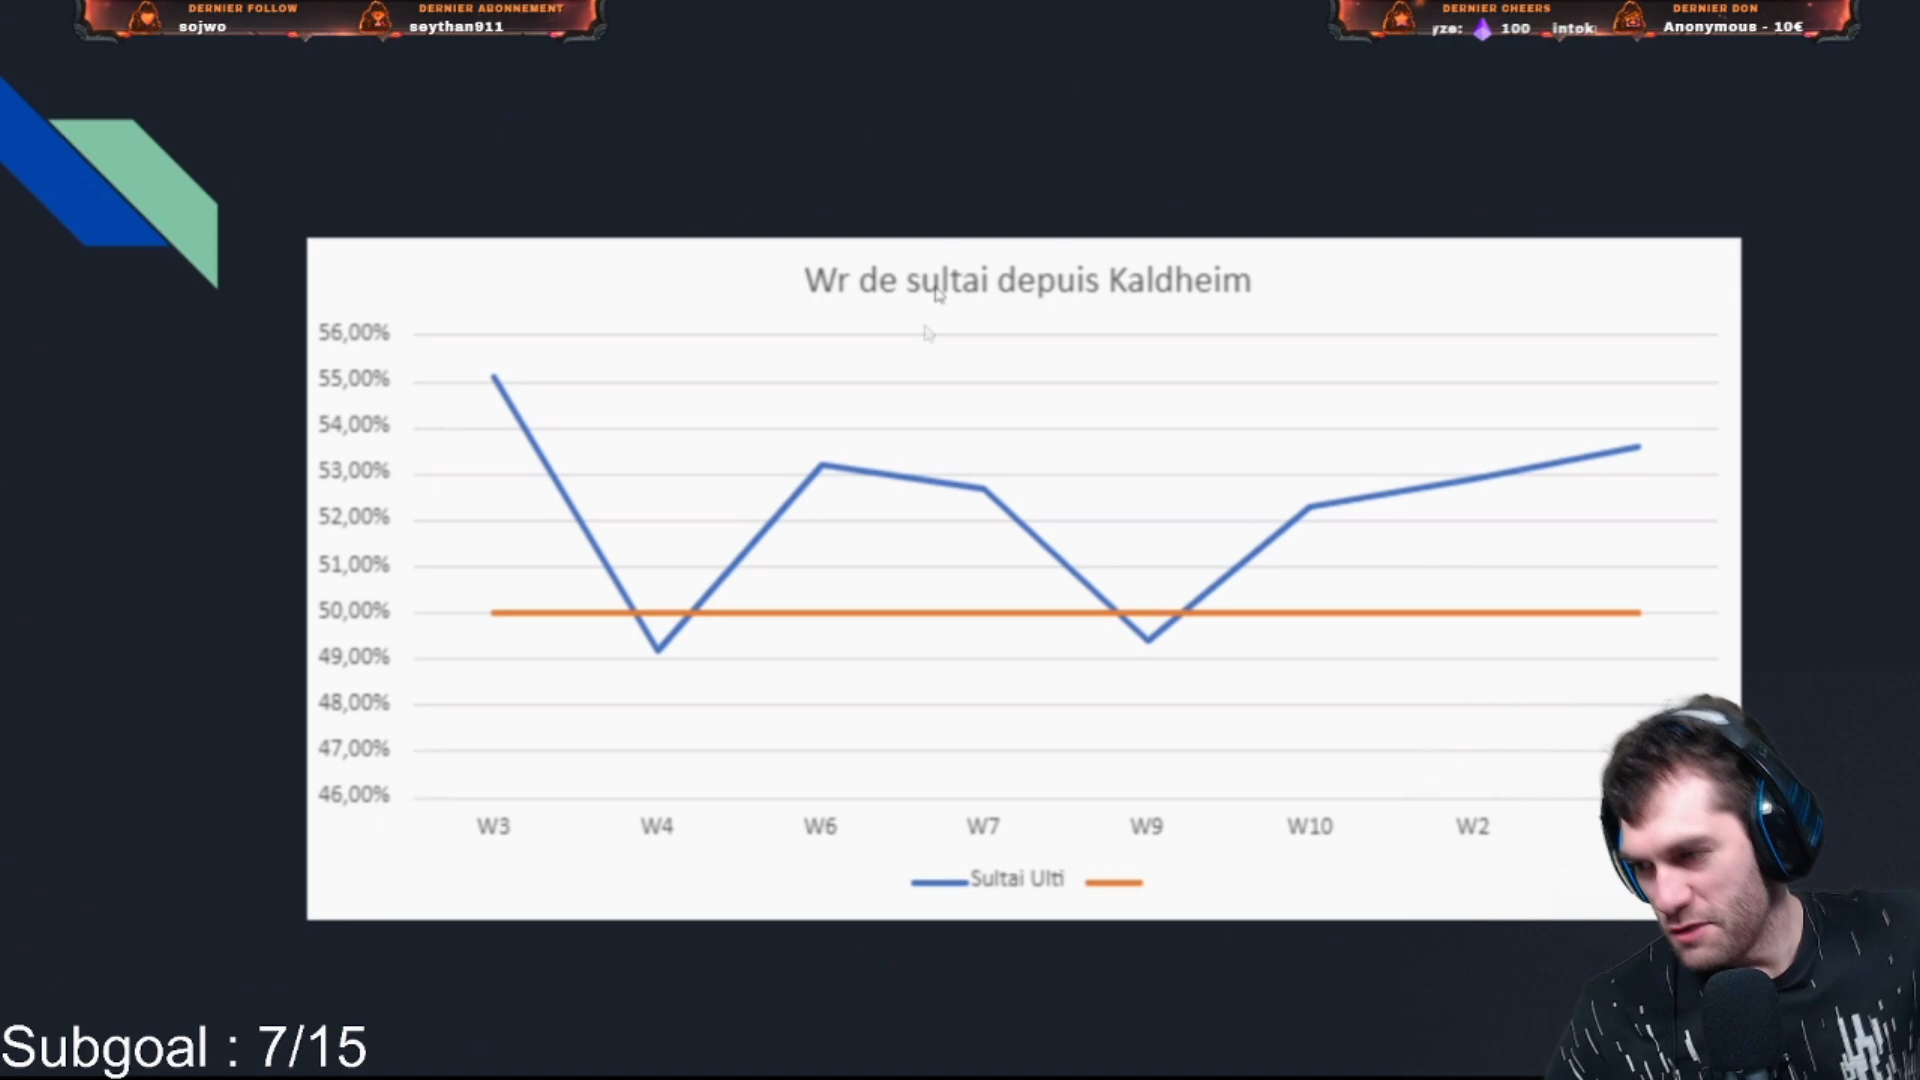 DERNIER FOLLOW
sojwo
DERNIER ABONNEMENT
seythan911
DERNIER CHEERS
yze: 100 intok
DERNIER DON
Anonymous - 10€
Wr de sultai depuis Kaldheim
56,00%
55,00%
54,00%
53,00%
52,00%
51,00%
50,00%
49,00%
48,00%
47,00%
46,00%
W3 W4 W6 W7 W9 W10 W2
Sultai Ulti
Subgoal : 7/15